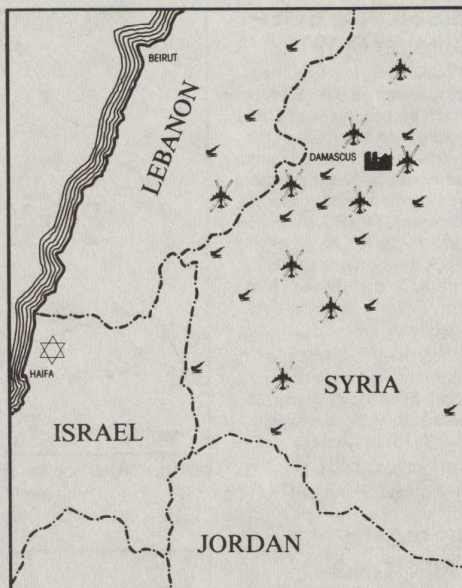 BEIRUT
LEBANON
DAMASCUS
HAIFA
SYRIA
ISRAEL
JORDAN